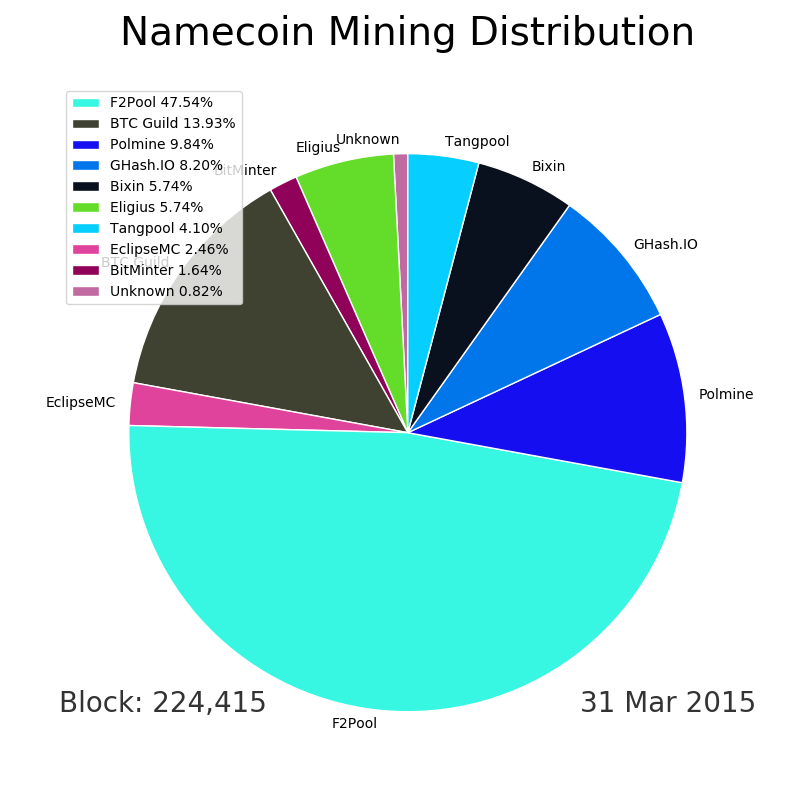 Namecoin Mining Distribution
F2Pool 47.54%
BTC Guild 13.93%
Polmine 9.84%
GHash.IO 8.20%
Bixin 5.74%
Eligius 5.74%
Tangpool 4.10%
EclipseMC 2.46%
BitMinter 1.64%
Unknown 0.82%
Unknown
Tangpool
Eligius
Bixin
BitMinter
GHash.IO
BTC Guild
Polmine
EclipseMC
Block: 224,415
31 Mar 2015
F2Pool